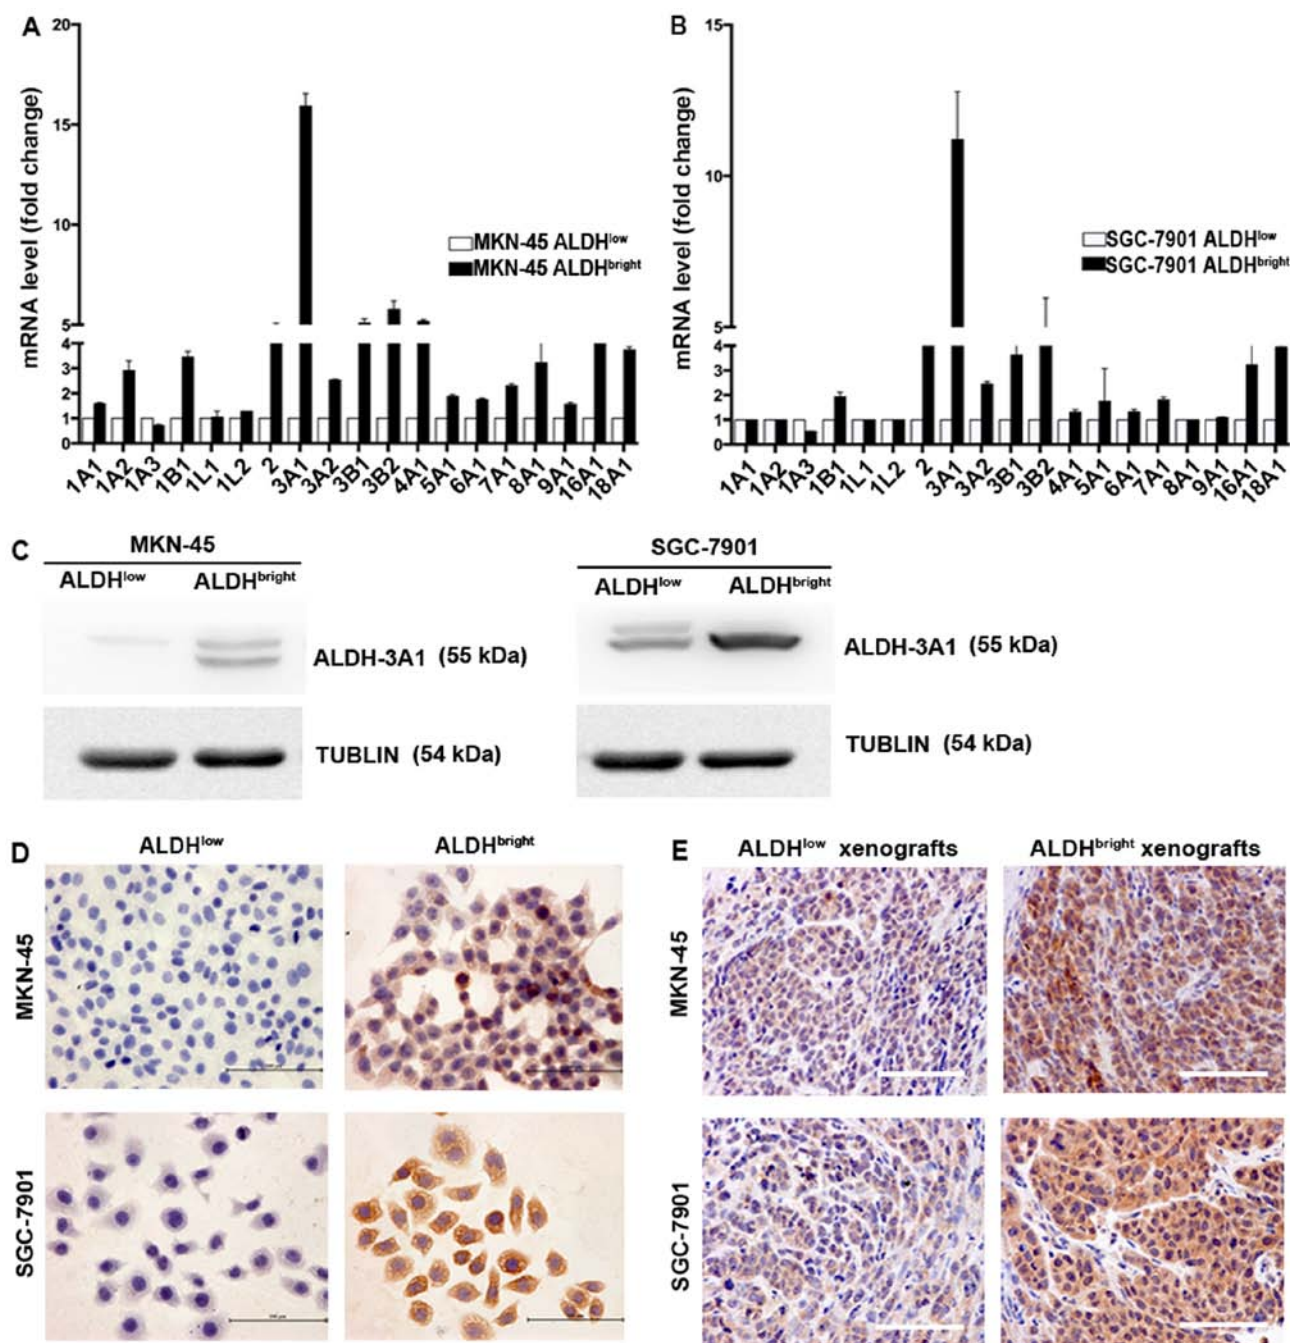 A
mRNA level (fold change)
20
15
10
5
4
3
2
1
0
MKN-45 ALDHlow
MKN-45 ALDHbright
1A1 1A2 1A3 1B1 1L1 1L2 2 3A1 3A2 3B1 3B2 4A1 5A1 6A1 7A1 8A1 9A1 16A1 18A1
B
mRNA level (fold change)
15
10
5
4
3
2
1
0
SGC-7901 ALDHlow
SGC-7901 ALDHbright
1A1 1A2 1A3 1B1 1L1 1L2 2 3A1 3A2 3B1 3B2 4A1 5A1 6A1 7A1 8A1 9A1 16A1 18A1
C
MKN-45
ALDHlow ALDHbright
ALDH-3A1 (55 kDa)
TUBLIN (54 kDa)
SGC-7901
ALDHlow ALDHbright
ALDH-3A1 (55 kDa)
TUBLIN (54 kDa)
D
ALDHlow ALDHbright
MKN-45
SGC-7901
E
ALDHlow xenografts ALDHbright xenografts
MKN-45
SGC-7901